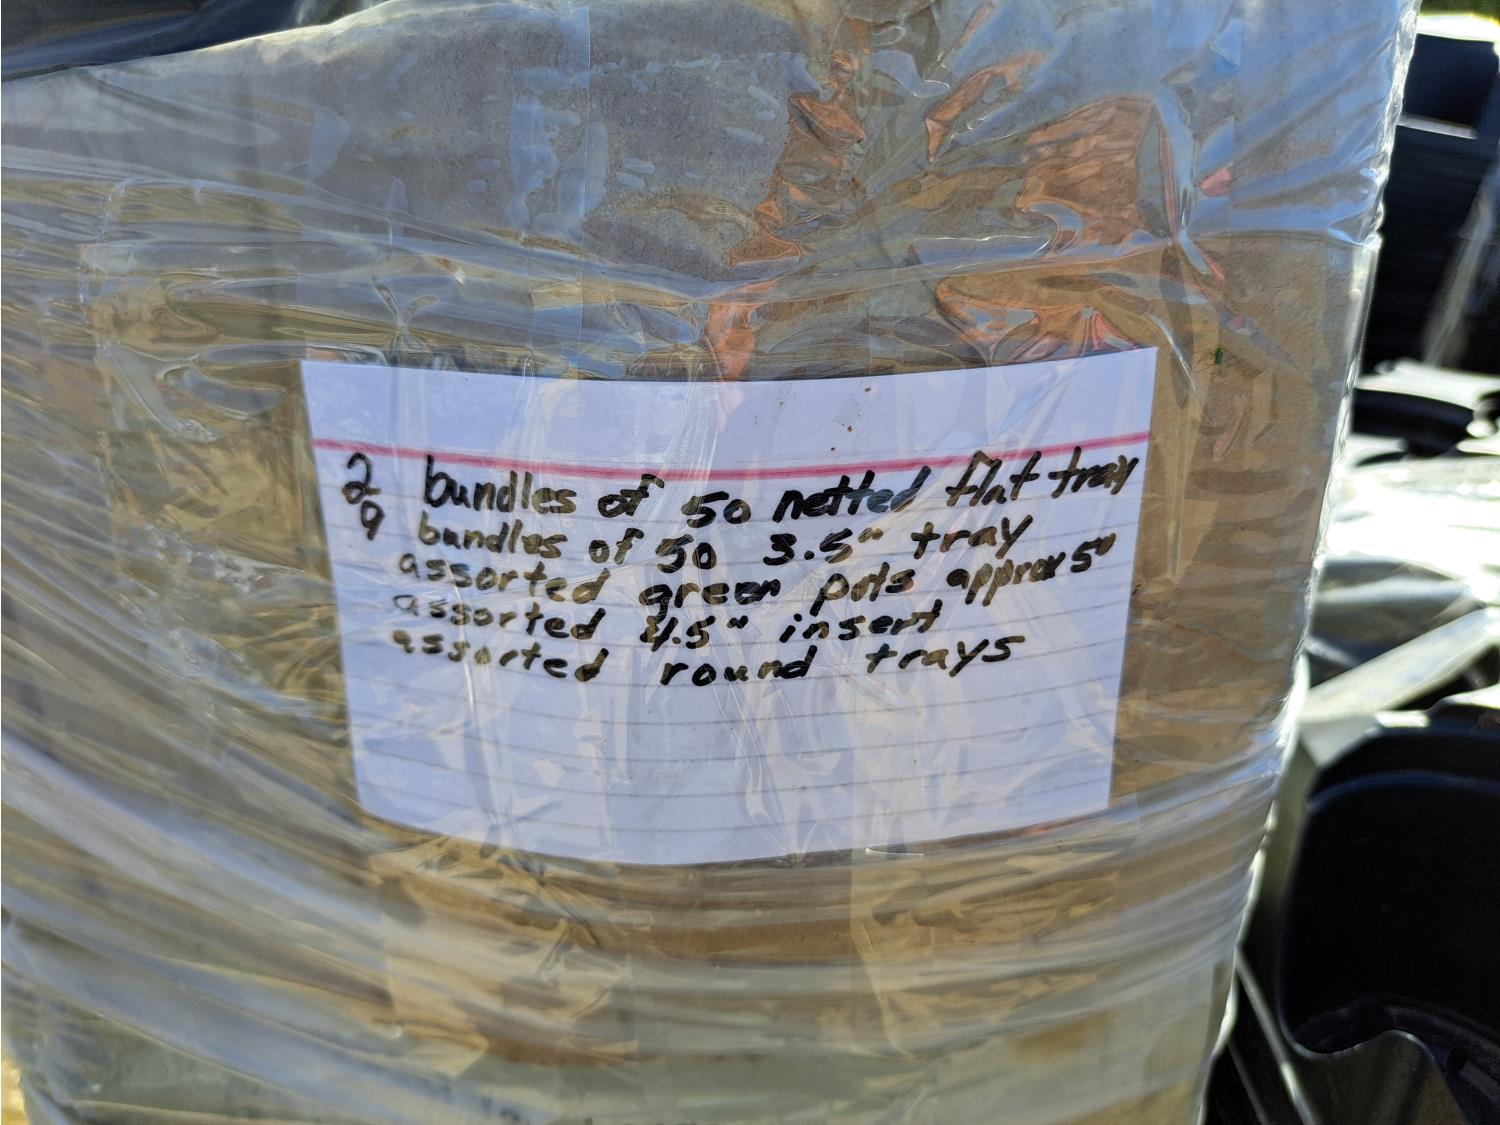 2 bundles of 50 netted flat tray
9 bundles of 50 3.5" tray
assorted green pots approx 5"
assorted 4.5" insert
assorted round trays